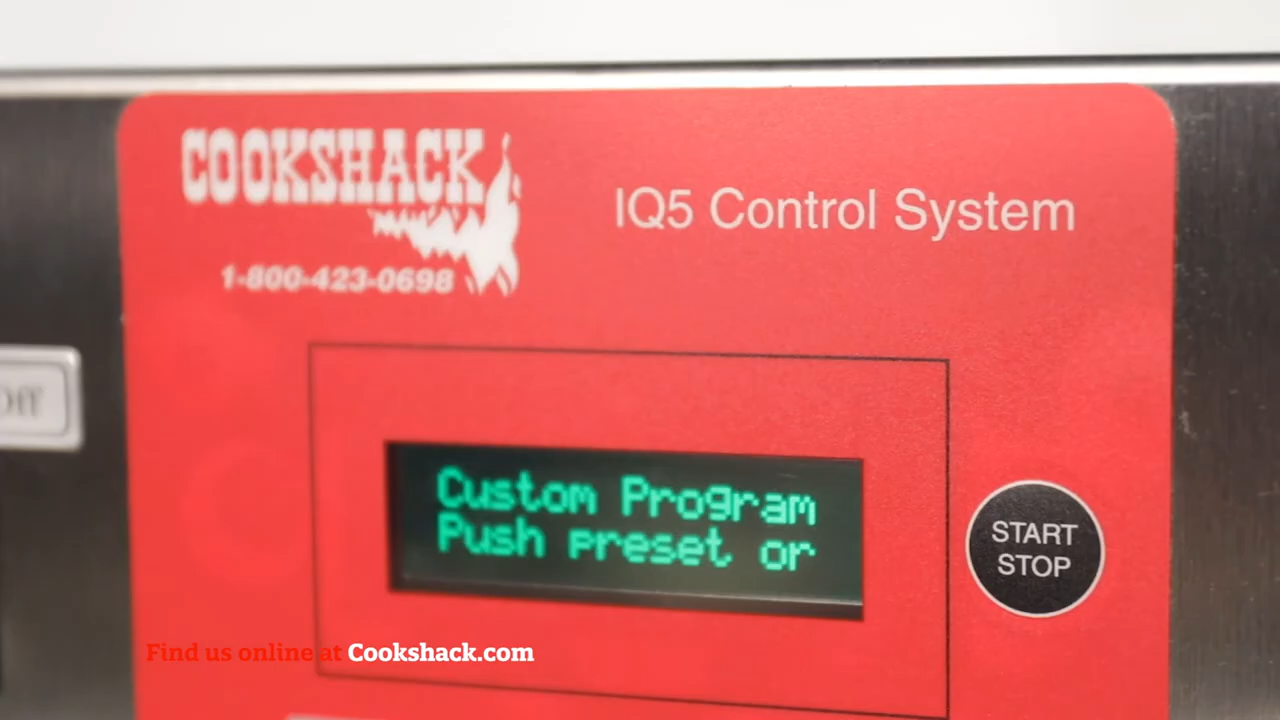 COOKSHACK
1-800-423-0698
IQ5 Control System
Off
Custom Program
Push preset or
START
STOP
Find us online at Cookshack.com